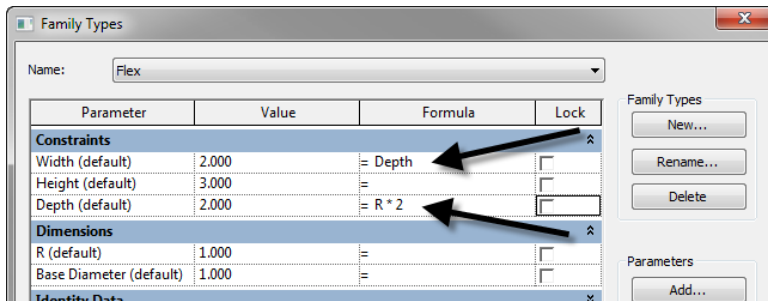 Family Types
Name: Flex
Family Types
Parameter Value Formula Lock
New...
Constraints
Width (default) 2.000 = Depth
Rename...
Height (default) 3.000 =
Depth (default) 2.000 = R * 2
Delete
Dimensions
R (default) 1.000 =
Parameters
Base Diameter (default) 1.000 =
Add...
Identity Data